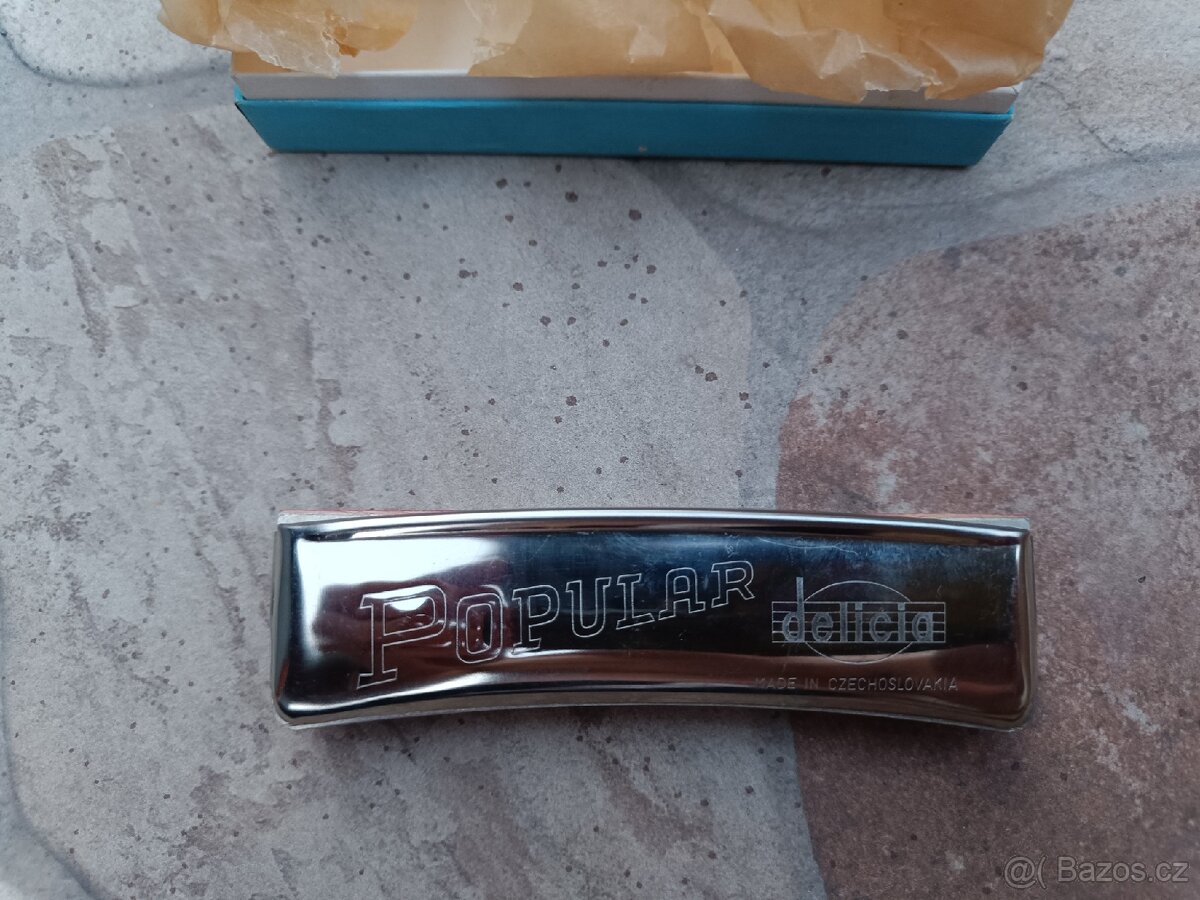 POPULAR
delicia
MADE IN CZECHOSLOVAKIA
@( Bazos.cz